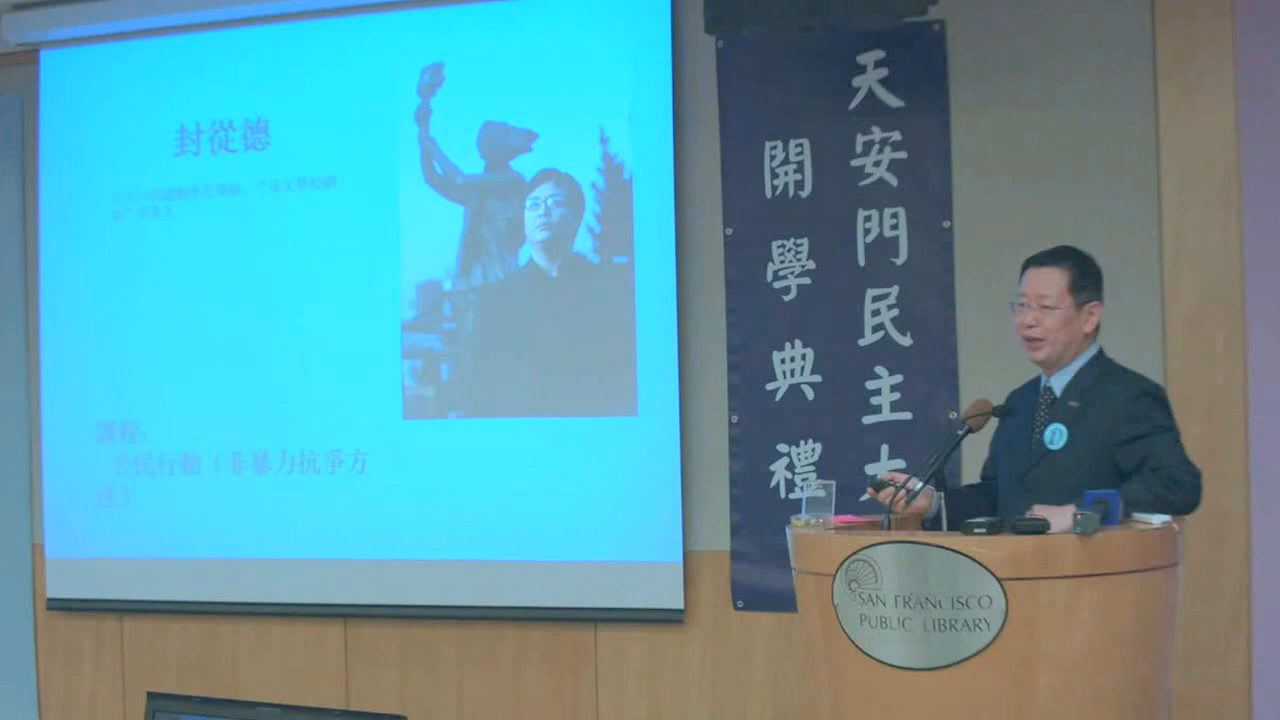 封從德
課程：
公民行動（非暴力抗爭方
法）
天安門民主大
開學典禮
SAN FRANCISCO
PUBLIC LIBRARY